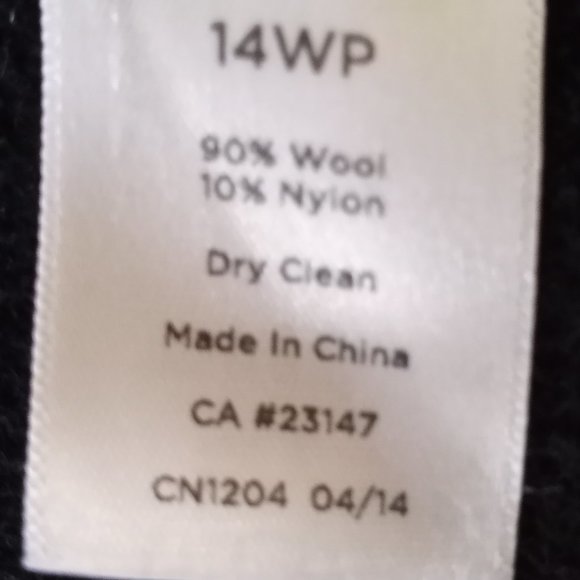 14WP
90% Wool
10% Nylon
Dry Clean
Made In China
CA #23147
CN1204 04/14